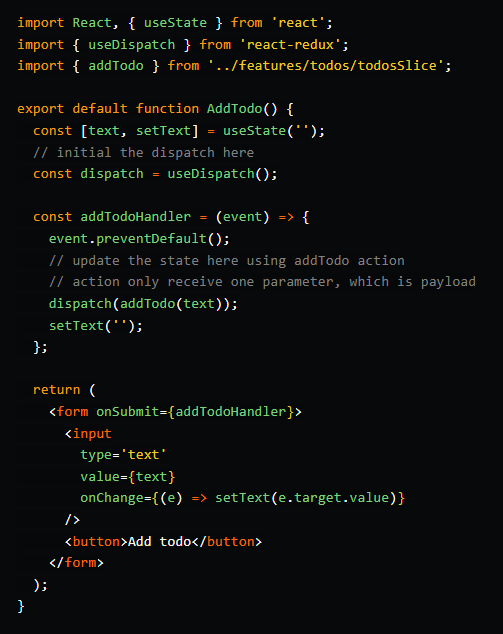 import React, { useState } from 'react';
import { useDispatch } from 'react-redux';
import { addTodo } from '../features/todos/todosSlice';

export default function AddTodo() {
  const [text, setText] = useState('');
  // initial the dispatch here
  const dispatch = useDispatch();

  const addTodoHandler = (event) => {
    event.preventDefault();
    // update the state here using addTodo action
    // action only receive one parameter, which is payload
    dispatch(addTodo(text));
    setText('');
  };

  return (
    <form onSubmit={addTodoHandler}>
      <input
        type='text'
        value={text}
        onChange={(e) => setText(e.target.value)}
      />
      <button>Add todo</button>
    </form>
  );
}